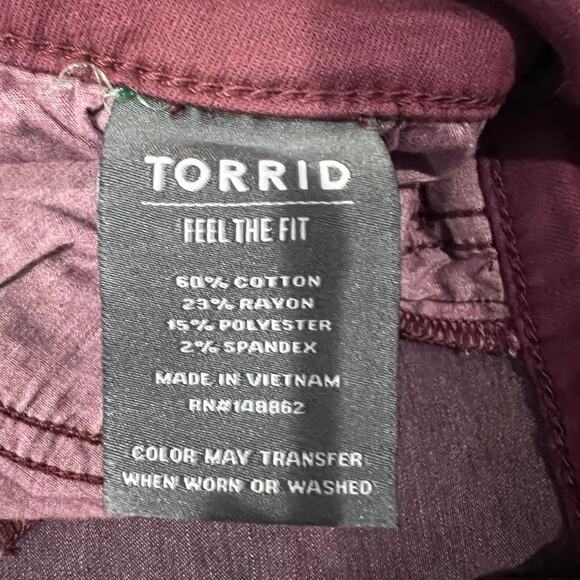 TORRID
FEEL THE FIT
60% COTTON
23% RAYON
15% POLYESTER
2% SPANDEX
MADE IN VIETNAM
RN#148862
COLOR MAY TRANSFER
WHEN WORN OR WASHED